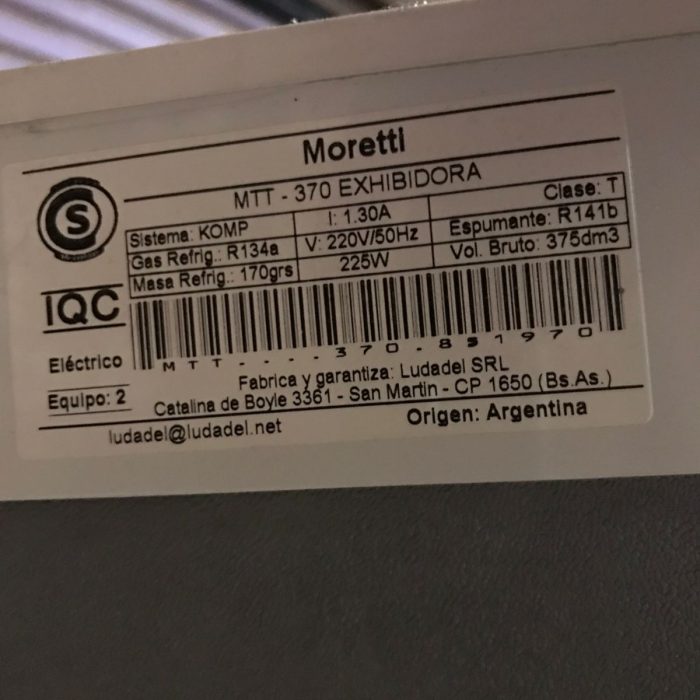 Moretti
MTT - 370 EXHIBIDORA
S
Sistema: KOMP I: 1.30A Clase: T
Gas Refrig.: R134a V: 220V/50Hz Espumante: R141b
Masa Refrig.: 170grs 225W Vol. Bruto: 375dm3
IQC
MTT---370-891970
Eléctrico
Fabrica y garantiza: Ludadel SRL
Equipo: 2
Catalina de Boyle 3361 - San Martin - CP 1650 (Bs.As.)
ludadel@ludadel.net
Origen: Argentina